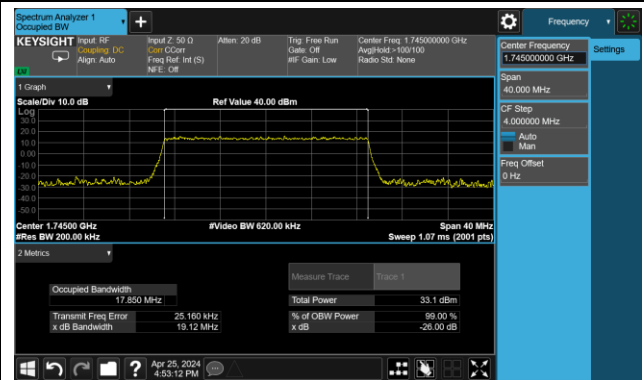 Spectrum Analyzer 1
Occupied BW
Frequency
KEYSIGHT
Input: RF
Coupling: DC
Align: Auto
Input Z: 50 Ω
Corr CCorr
Freq Ref: Int (S)
NFE: Off
Atten: 20 dB
Trig: Free Run
Gate: Off
#IF Gain: Low
Center Freq: 1.745000000 GHz
Avg|Hold:>100/100
Radio Std: None
Center Frequency
1.745000000 GHz
Settings
Span
40.000 MHz
CF Step
4.000000 MHz
Auto
Man
Freq Offset
0 Hz
1 Graph
Scale/Div 10.0 dB
Ref Value 40.00 dBm
Log
30.0
20.0
10.0
0.00
-10.0
-20.0
-30.0
-40.0
-50.0
Center 1.74500 GHz
#Video BW 620.00 kHz
Span 40 MHz
#Res BW 200.00 kHz
Sweep 1.07 ms (2001 pts)
2 Metrics
Measure Trace
Trace 1
Occupied Bandwidth
17.850 MHz
Total Power
33.1 dBm
Transmit Freq Error
25.160 kHz
% of OBW Power
99.00 %
x dB Bandwidth
19.12 MHz
x dB
-26.00 dB
Apr 25, 2024
4:53:12 PM